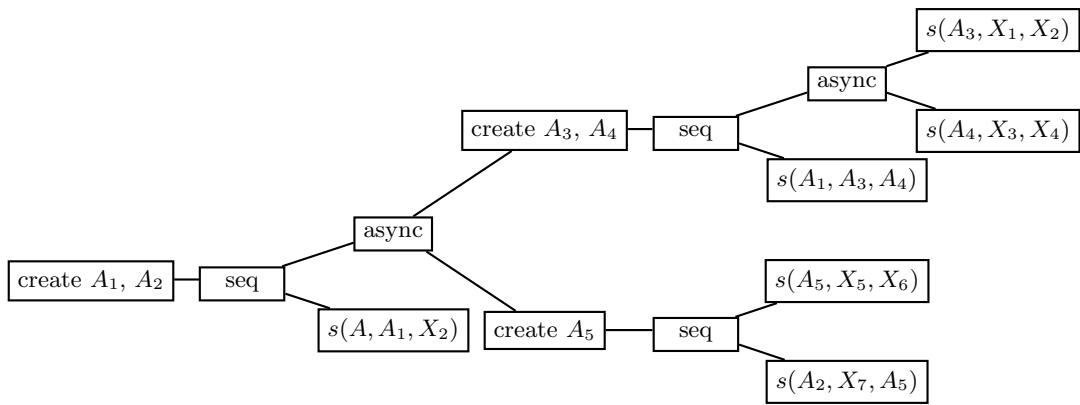 s(A₃, X₁, X₂)
async
create A₃, A₄
seq
s(A₄, X₃, X₄)
s(A₁, A₃, A₄)
async
create A₁, A₂
seq
s(A₅, X₅, X₆)
s(A, A₁, X₂)
create A₅
seq
s(A₂, X₇, A₅)